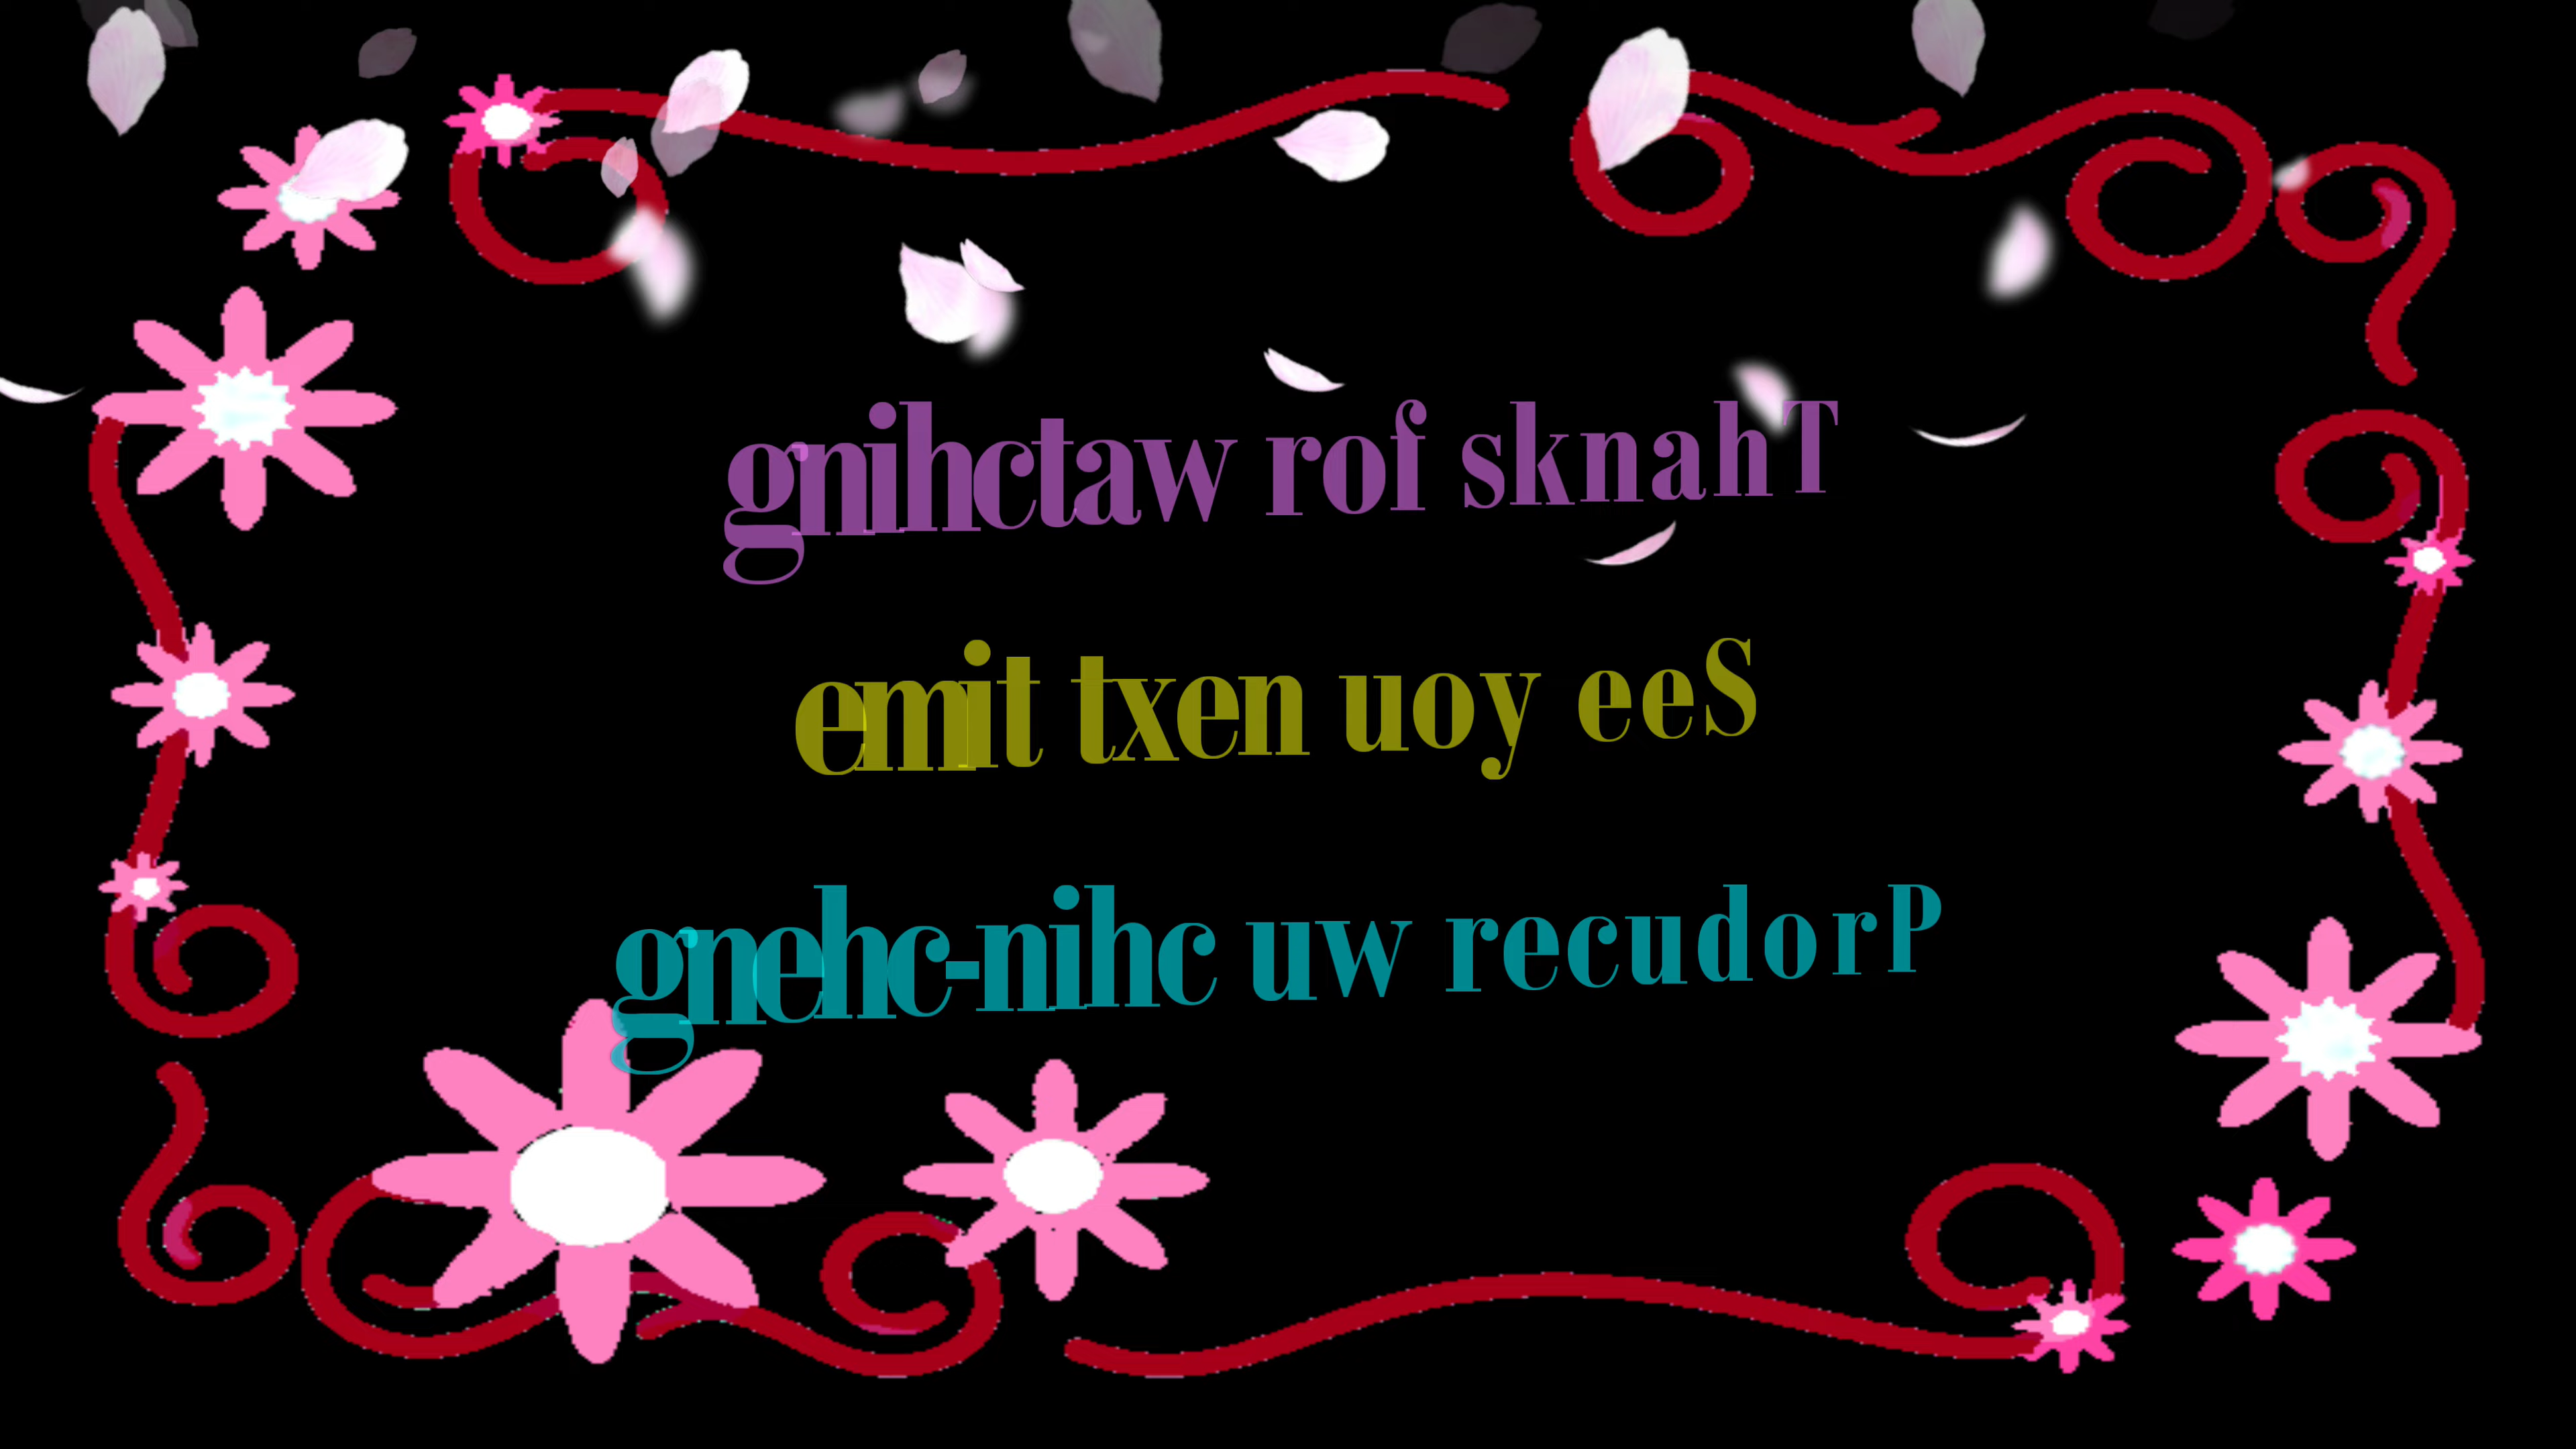 gnihctaw rof sknahT
emit txen uoy eeS
gnehc-nihc uw recudorP